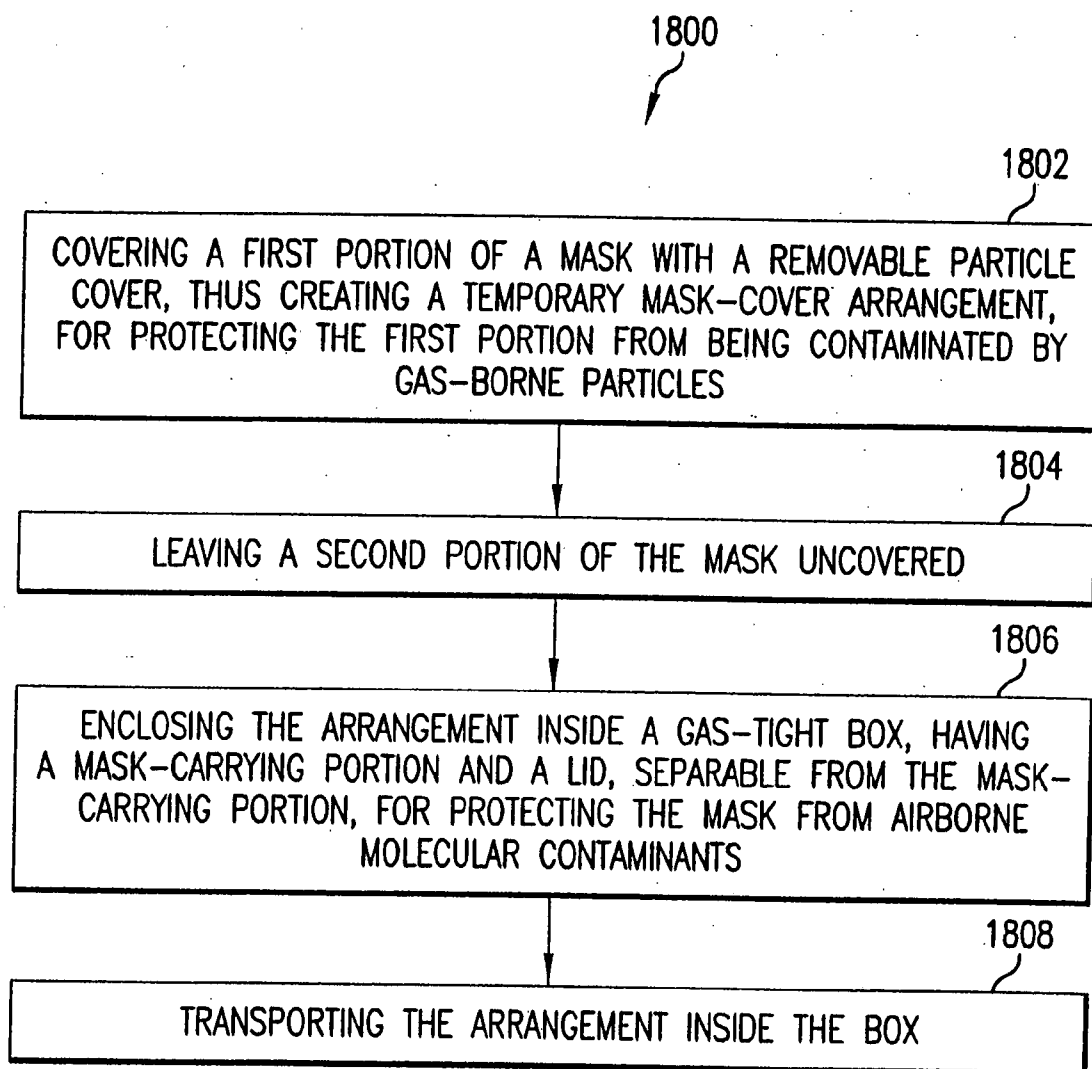 1800
1802
COVERING A FIRST PORTION OF A MASK WITH A REMOVABLE PARTICLE
COVER, THUS CREATING A TEMPORARY MASK-COVER ARRANGEMENT,
FOR PROTECTING THE FIRST PORTION FROM BEING CONTAMINATED BY
GAS-BORNE PARTICLES
1804
LEAVING A SECOND PORTION OF THE MASK UNCOVERED
1806
ENCLOSING THE ARRANGEMENT INSIDE A GAS-TIGHT BOX, HAVING
A MASK-CARRYING PORTION AND A LID, SEPARABLE FROM THE MASK-
CARRYING PORTION, FOR PROTECTING THE MASK FROM AIRBORNE
MOLECULAR CONTAMINANTS
1808
TRANSPORTING THE ARRANGEMENT INSIDE THE BOX